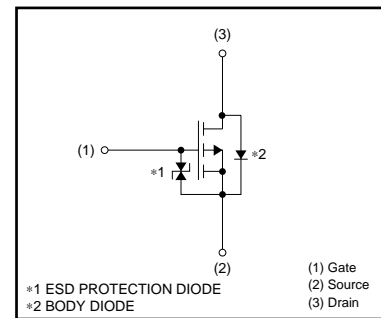 (3)
(1)
∗1
∗2
(2)
∗1 ESD PROTECTION DIODE
∗2 BODY DIODE
(1) Gate
(2) Source
(3) Drain